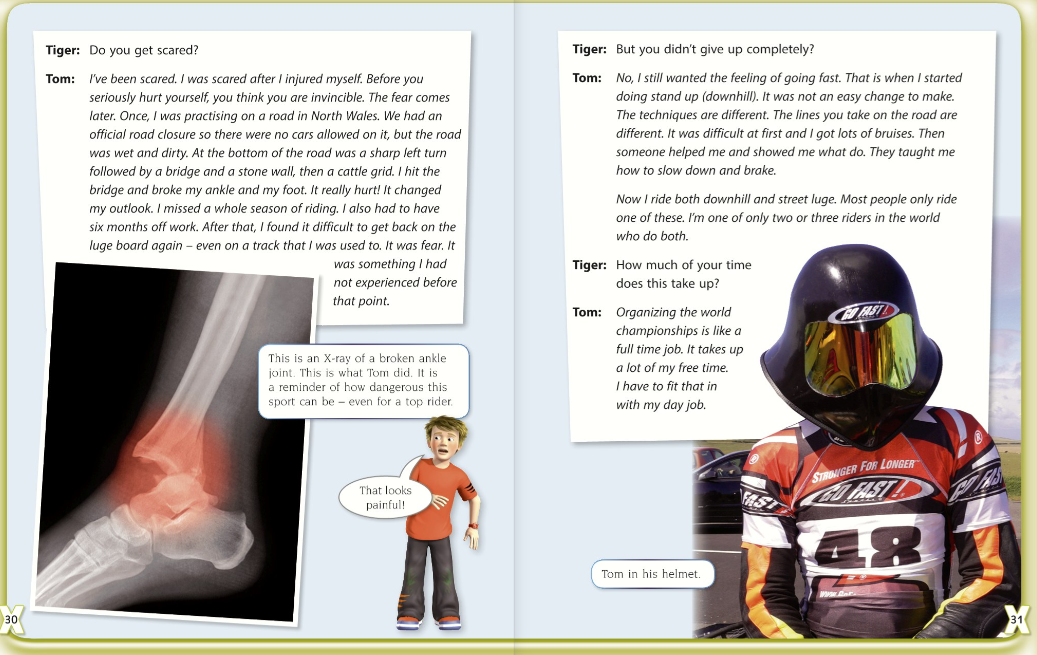 Tiger: Do you get scared?
Tom: I've been scared. I was scared after I injured myself. Before you
seriously hurt yourself, you think you are invincible. The fear comes
later. Once, I was practising on a road in North Wales. We had an
official road closure so there were no cars allowed on it, but the road
was wet and dirty. At the bottom of the road was a sharp left turn
followed by a bridge and a stone wall, then a cattle grid. I hit the
bridge and broke my ankle and my foot. It really hurt! It changed
my outlook. I missed a whole season of riding. I also had to have
six months off work. After that, I found it difficult to get back on the
luge board again – even on a track that I was used to. It was fear. It
was something I had
not experienced before
that point.
This is an X-ray of a broken ankle
joint. This is what Tom did. It is
a reminder of how dangerous this
sport can be – even for a top rider.
That looks
painful!
X
30
Tiger: But you didn't give up completely?
Tom: No, I still wanted the feeling of going fast. That is when I started
doing stand up (downhill). It was not an easy change to make.
The techniques are different. The lines you take on the road are
different. It was difficult at first and I got lots of bruises. Then
someone helped me and showed me what do. They taught me
how to slow down and brake.
Now I ride both downhill and street luge. Most people only ride
one of these. I'm one of only two or three riders in the world
who do both.
Tiger: How much of your time
does this take up?
Tom: Organizing the world
championships is like a
full time job. It takes up
a lot of my free time.
I have to fit that in
with my day job.
GO FAST!
®
®
STRONGER FOR LONGER™
FAST!
GO FAST!
GO FAST
48
Tom in his helmet.
X
31